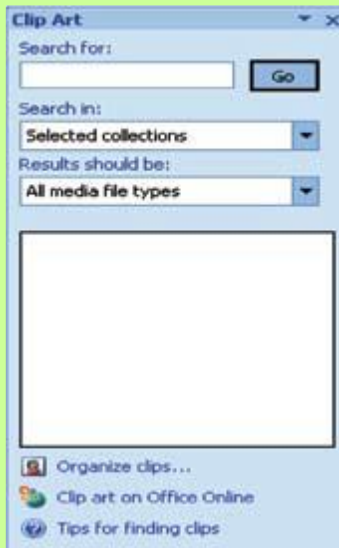 Clip Art
Search for:
Go
Search in:
Selected collections
Results should be:
All media file types
Organize clips...
Clip art on Office Online
Tips for finding clips